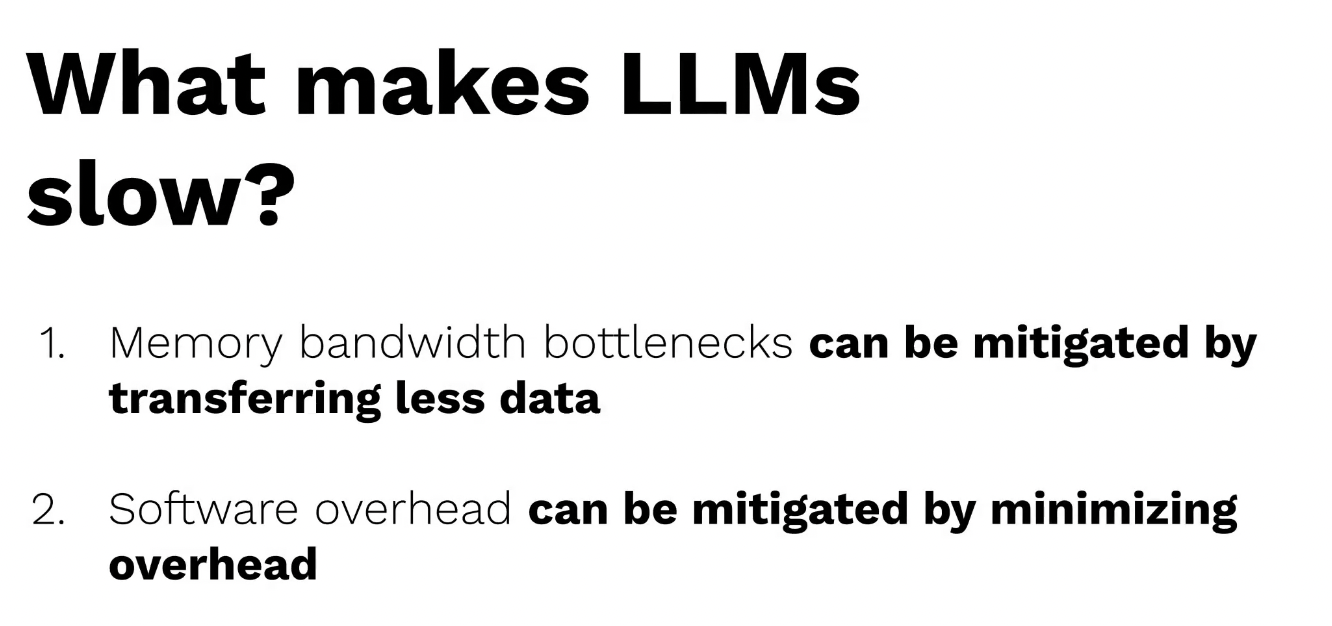 What makes LLMs
slow?
1. Memory bandwidth bottlenecks can be mitigated by
transferring less data
2. Software overhead can be mitigated by minimizing
overhead